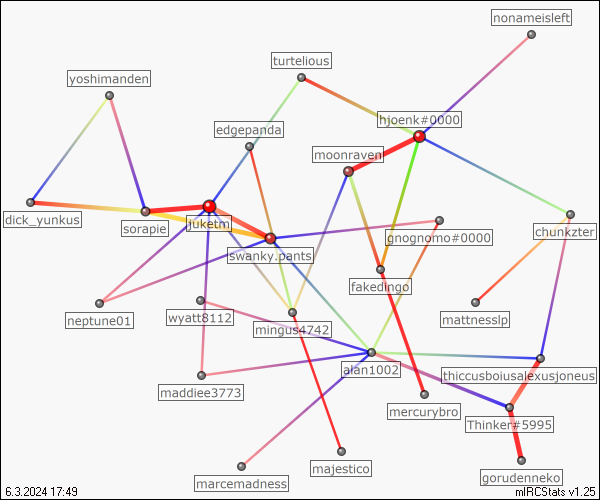 nonameisleft
turtelious
yoshimanden
hjoenk#0000
edgepanda
moonraven
dick_yunkus
sorapie
juketm
chunkzter
gnognomo#0000
swanky.pants
fakedingo
neptune01
wyatt8112
mingus4742
mattnesslp
alan1002
thiccusboiusalexusjoneus
maddiee3773
mercurybro
Thinker#5995
majestico
gorudenneko
marcemadness
6.3.2024 17:49
mIRCStats v1.25